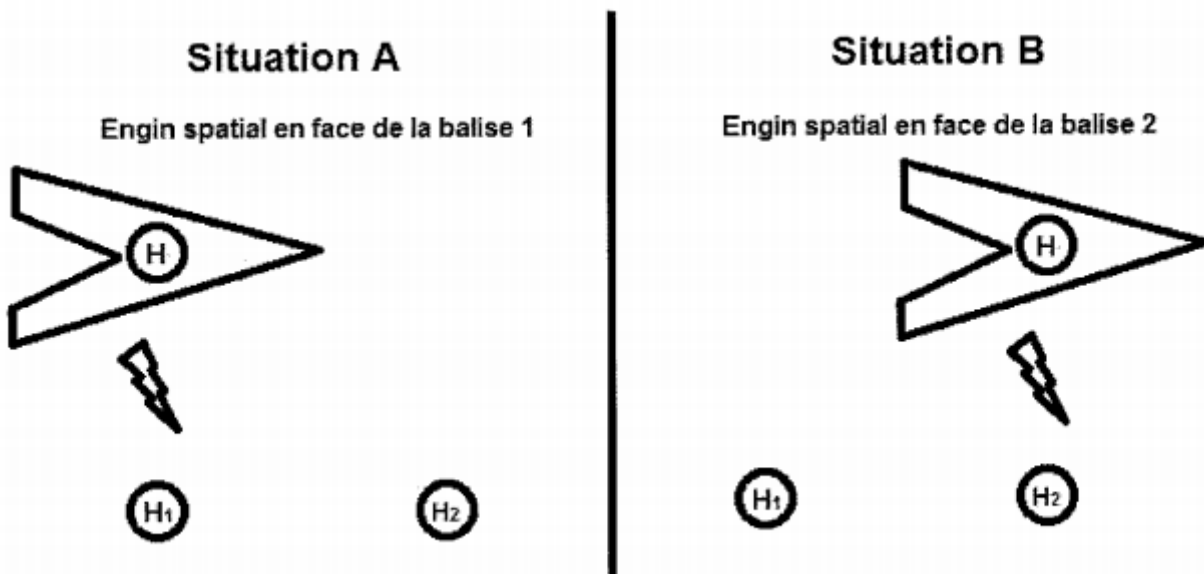 Situation A
Engin spatial en face de la balise 1
H
H₁
H₂
Situation B
Engin spatial en face de la balise 2
H
H₁
H₂